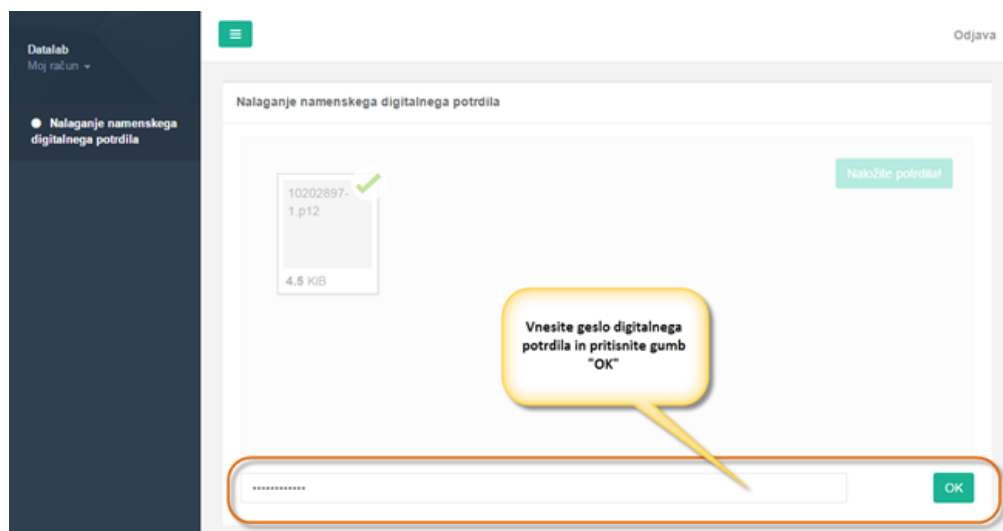 Datalab
Moj račun
Odjava
Nalaganje namenskega
digitalnega potrdila
Nalaganje namenskega digitalnega potrdila
Naložite potrdila!
10202897-
1.p12
4.5 KiB
Vnesite geslo digitalnega
potrdila in pritisnite gumb
"OK"
............
OK